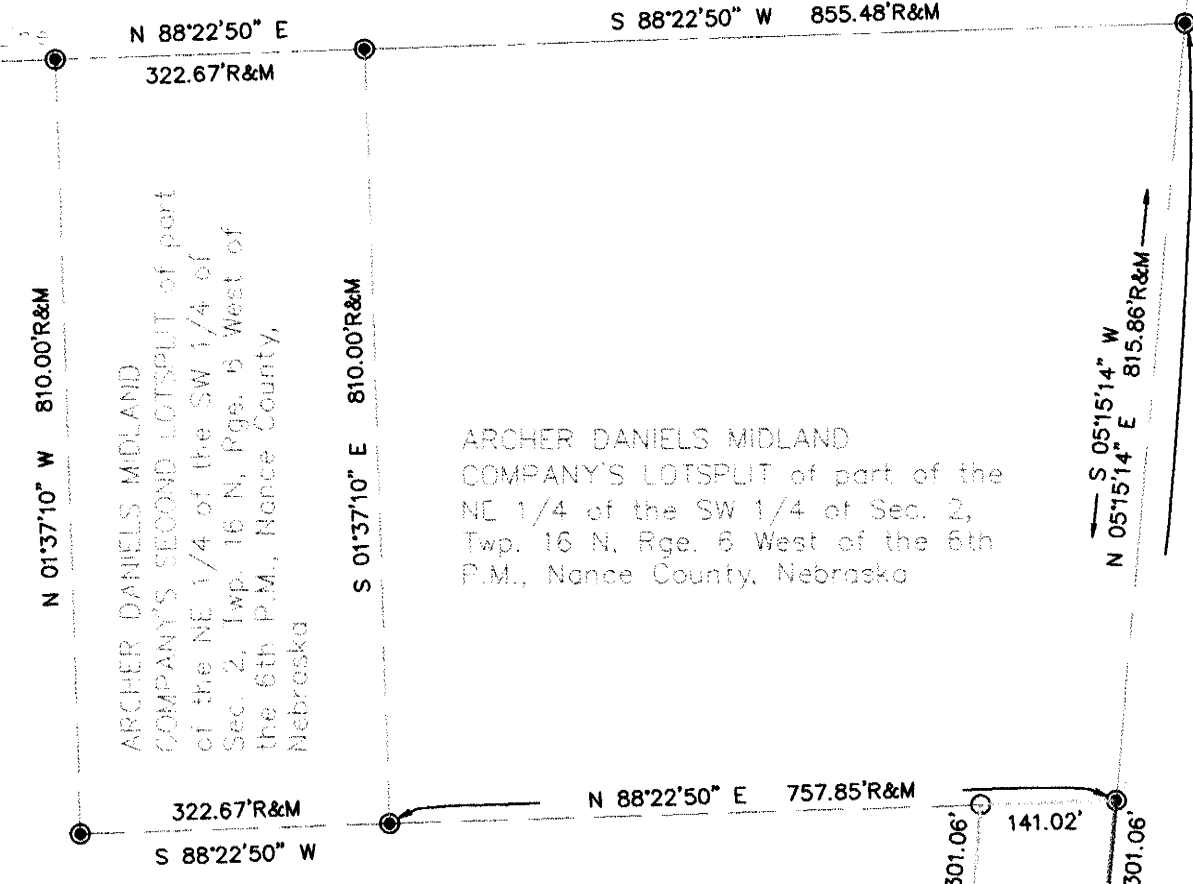 N 88°22'50" E
322.67'R&M
S 88°22'50" W 855.48'R&M
N 01°37'10" W 810.00'R&M
ARCHER DANIELS MIDLAND
COMPANY'S SECOND LOTSPLIT of part
of the NE 1/4 of the SW 1/4 of
Sec. 2, Twp. 16 N, Rge. 6 West of
the 6th P.M., Nance County,
Nebraska
S 01°37'10" E 810.00'R&M
ARCHER DANIELS MIDLAND
COMPANY'S LOTSPLIT of part of the
NE 1/4 of the SW 1/4 of Sec. 2,
Twp. 16 N, Rge. 6 West of the 6th
P.M., Nance County, Nebraska
S 05°15'14" W
N 05°15'14" E 815.86'R&M
322.67'R&M
S 88°22'50" W
N 88°22'50" E 757.85'R&M
141.02'
301.06'
301.06'